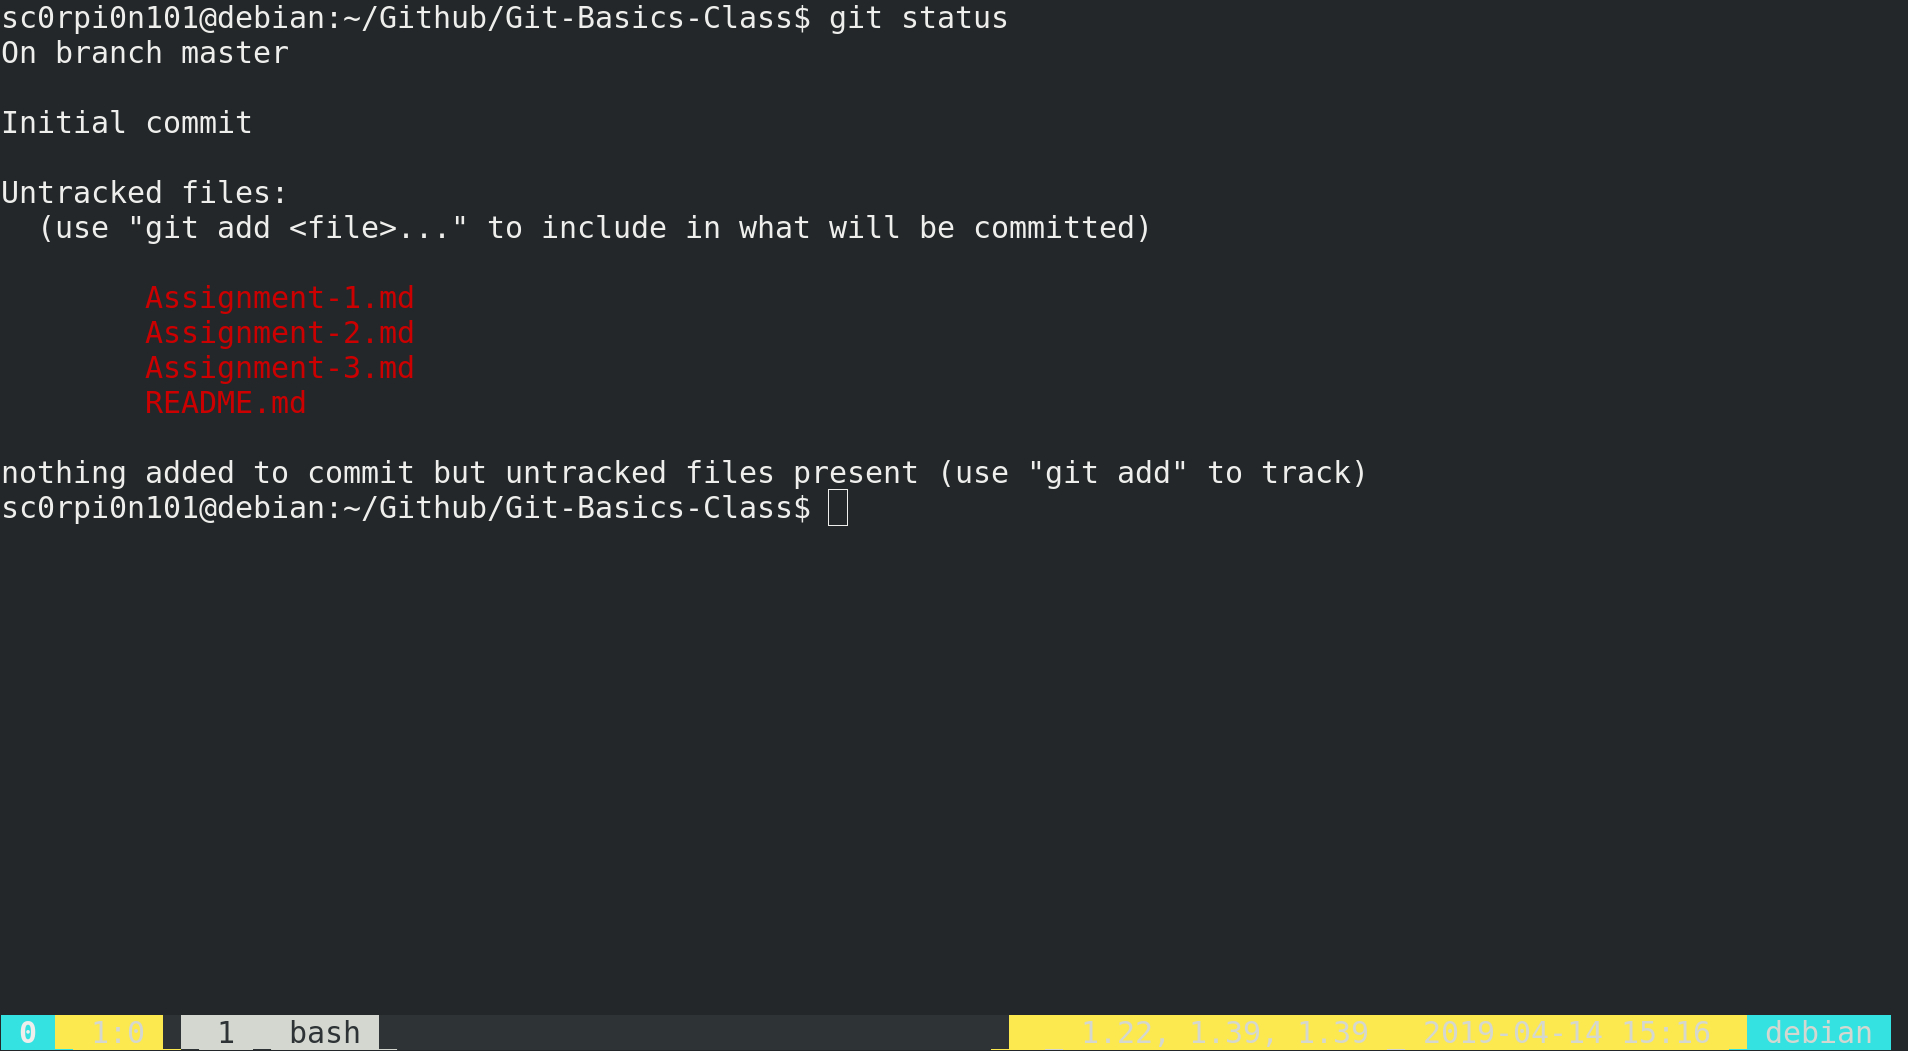 sc0rpi0n101@debian:~/Github/Git-Basics-Class$ git status
On branch master
Initial commit
Untracked files:
(use "git add <file>..." to include in what will be committed)
Assignment-1.md
Assignment-2.md
Assignment-3.md
README.md
nothing added to commit but untracked files present (use "git add" to track)
sc0rpi0n101@debian:~/Github/Git-Basics-Class$
0 1:0 1 bash 1.22, 1.39, 1.39 2019-04-14 15:16 debian